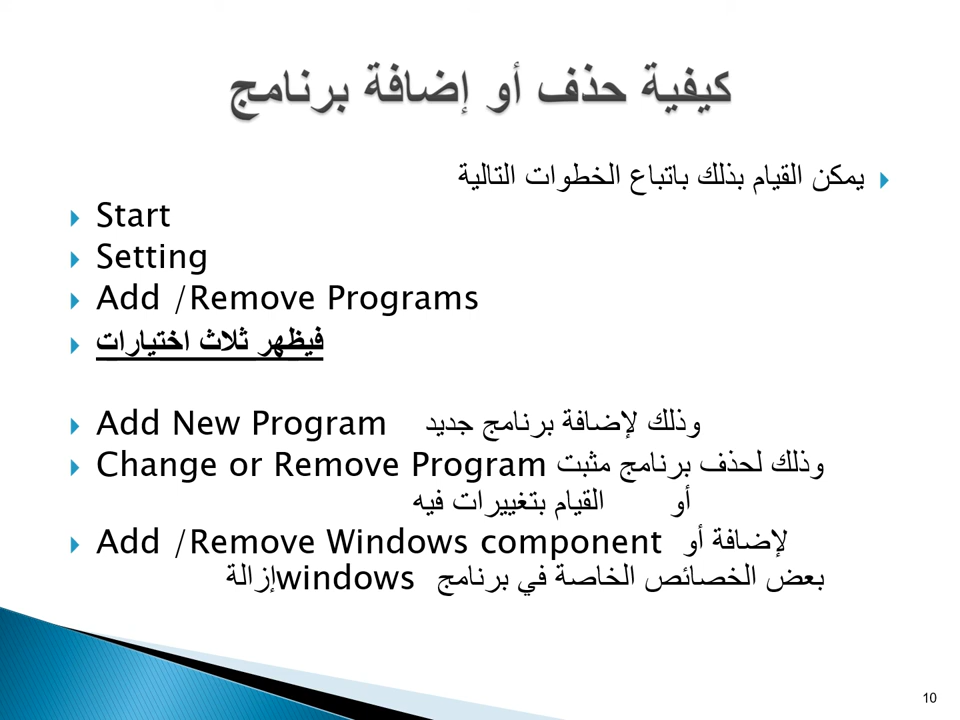 كيفية حذف أو إضافة برنامج
يمكن القيام بذلك باتباع الخطوات التالية
Start
Setting
Add /Remove Programs
فيظهر ثلاث اختيارات
Add New Program وذلك لإضافة برنامج جديد
Change or Remove Program وذلك لحذف برنامج مثبت
أو القيام بتغييرات فيه
Add /Remove Windows component لإضافة أو
إزالةwindows بعض الخصائص الخاصة في برنامج
10